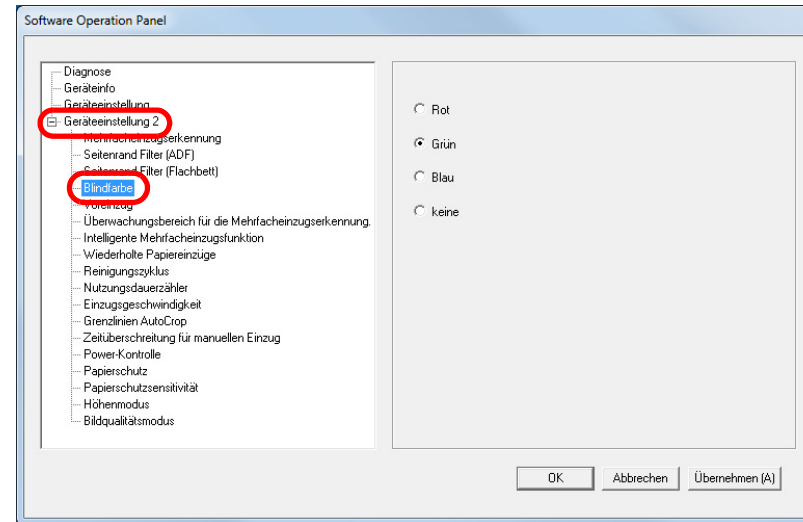 Software Operation Panel
Diagnose
Geräteinfo
Geräteeinstellung
Geräteeinstellung 2
Mehrfacheinzugserkennung
Seitenrand Filter (ADF)
Seitenrand Filter (Flachbett)
Blindfarbe
Voreinzug
Überwachungsbereich für die Mehrfacheinzugserkennung.
Intelligente Mehrfacheinzugsfunktion
Wiederholte Papiereinzüge
Reinigungszyklus
Nutzungsdauerzähler
Einzugsgeschwindigkeit
Grenzlinien AutoCrop
Zeitüberschreitung für manuellen Einzug
Power-Kontrolle
Papierschutz
Papierschutzsensitivität
Höhenmodus
Bildqualitätsmodus
Rot
Grün
Blau
keine
OK Abbrechen Übernehmen (A)